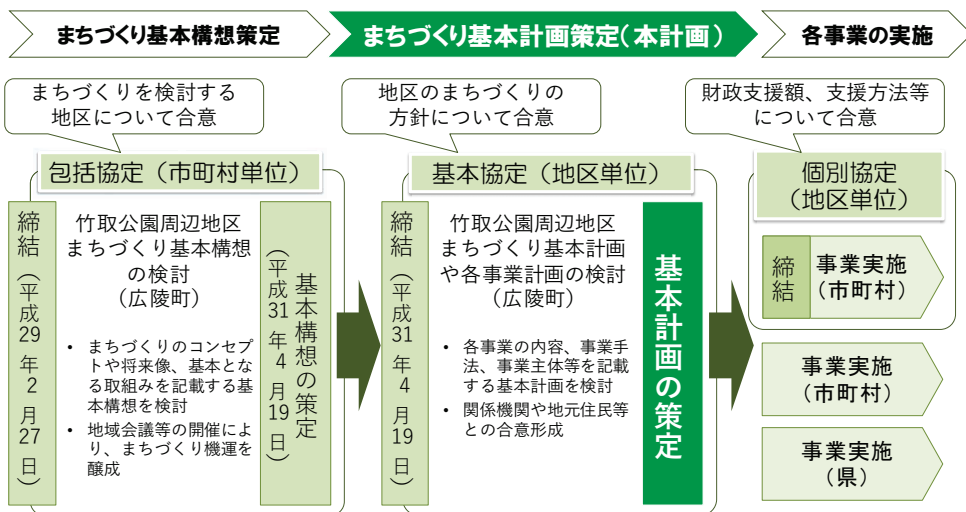 まちづくり基本構想策定
まちづくり基本計画策定(本計画)
各事業の実施
まちづくりを検討する
地区について合意
地区のまちづくりの
方針について合意
財政支援額、支援方法等
について合意
包括協定（市町村単位）
締結（平成29年2月27日）
竹取公園周辺地区
まちづくり基本構想
の検討
（広陵町）
• まちづくりのコンセプ
トや将来像、基本とな
る取組みを記載する基
本構想を検討
• 地域会議等の開催によ
り、まちづくり機運を
醸成
基本構想の策定
（平成31年4月19日）
基本協定（地区単位）
締結（平成31年4月19日）
竹取公園周辺地区
まちづくり基本計画
や各事業計画の検討
（広陵町）
• 各事業の内容、事業手
法、事業主体等を記載
する基本計画を検討
• 関係機関や地元住民等
との合意形成
基本計画の策定
個別協定
（地区単位）
締結
事業実施
（市町村）
事業実施
（市町村）
事業実施
（県）